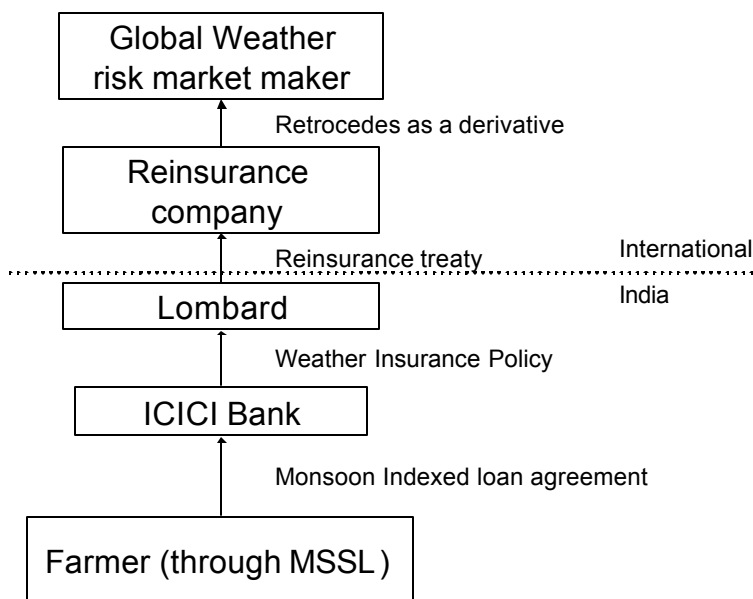 Global Weather
risk market maker
Retrocedes as a derivative
Reinsurance
company
International
Reinsurance treaty
India
Lombard
Weather Insurance Policy
ICICI Bank
Monsoon Indexed loan agreement
Farmer (through MSSL)